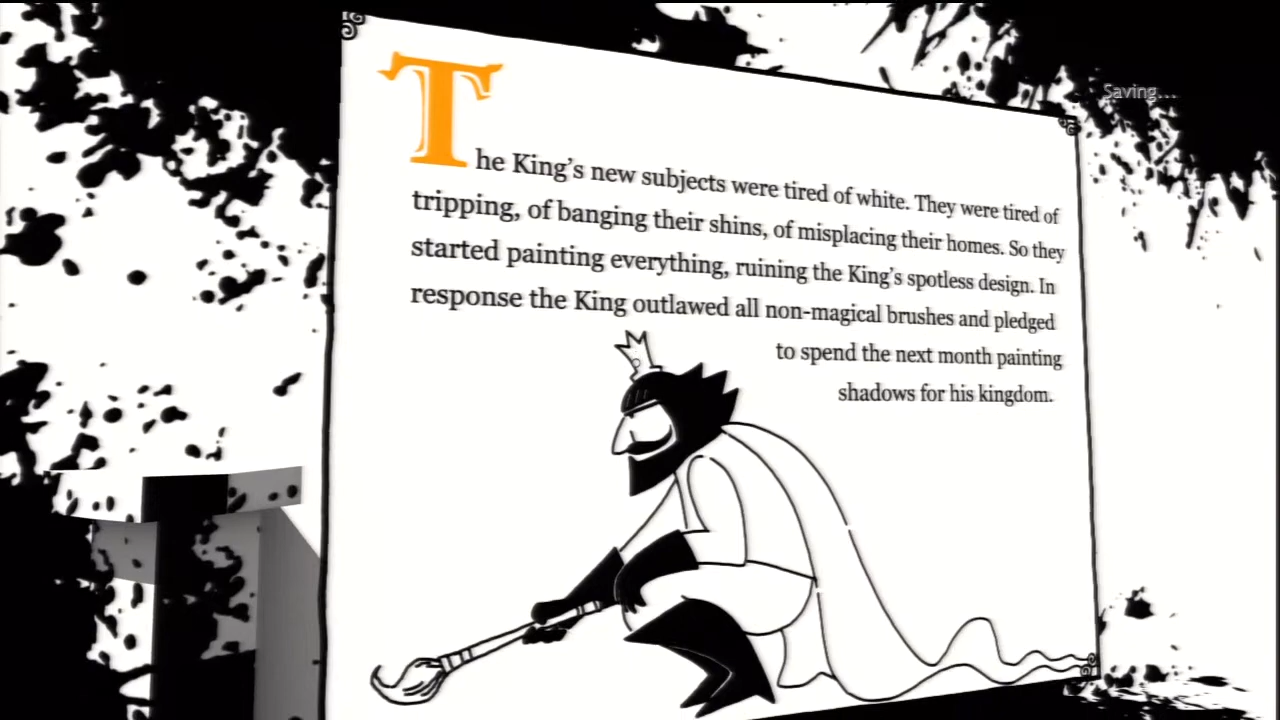 Saving...
The King's new subjects were tired of white. They were tired of
tripping, of banging their shins, of misplacing their homes. So they
started painting everything, ruining the King's spotless design. In
response the King outlawed all non-magical brushes and pledged
to spend the next month painting
shadows for his kingdom.